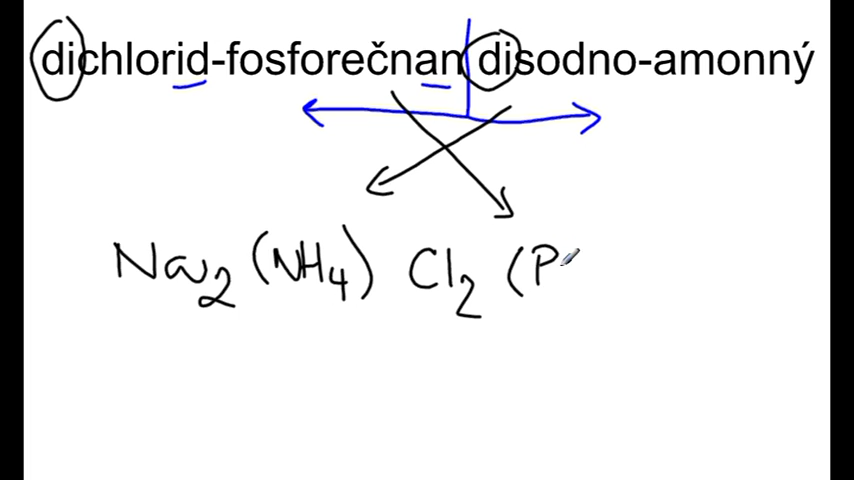 dichlorid-fosforečnan disodno-amonný
Na₂(NH₄) Cl₂ (P